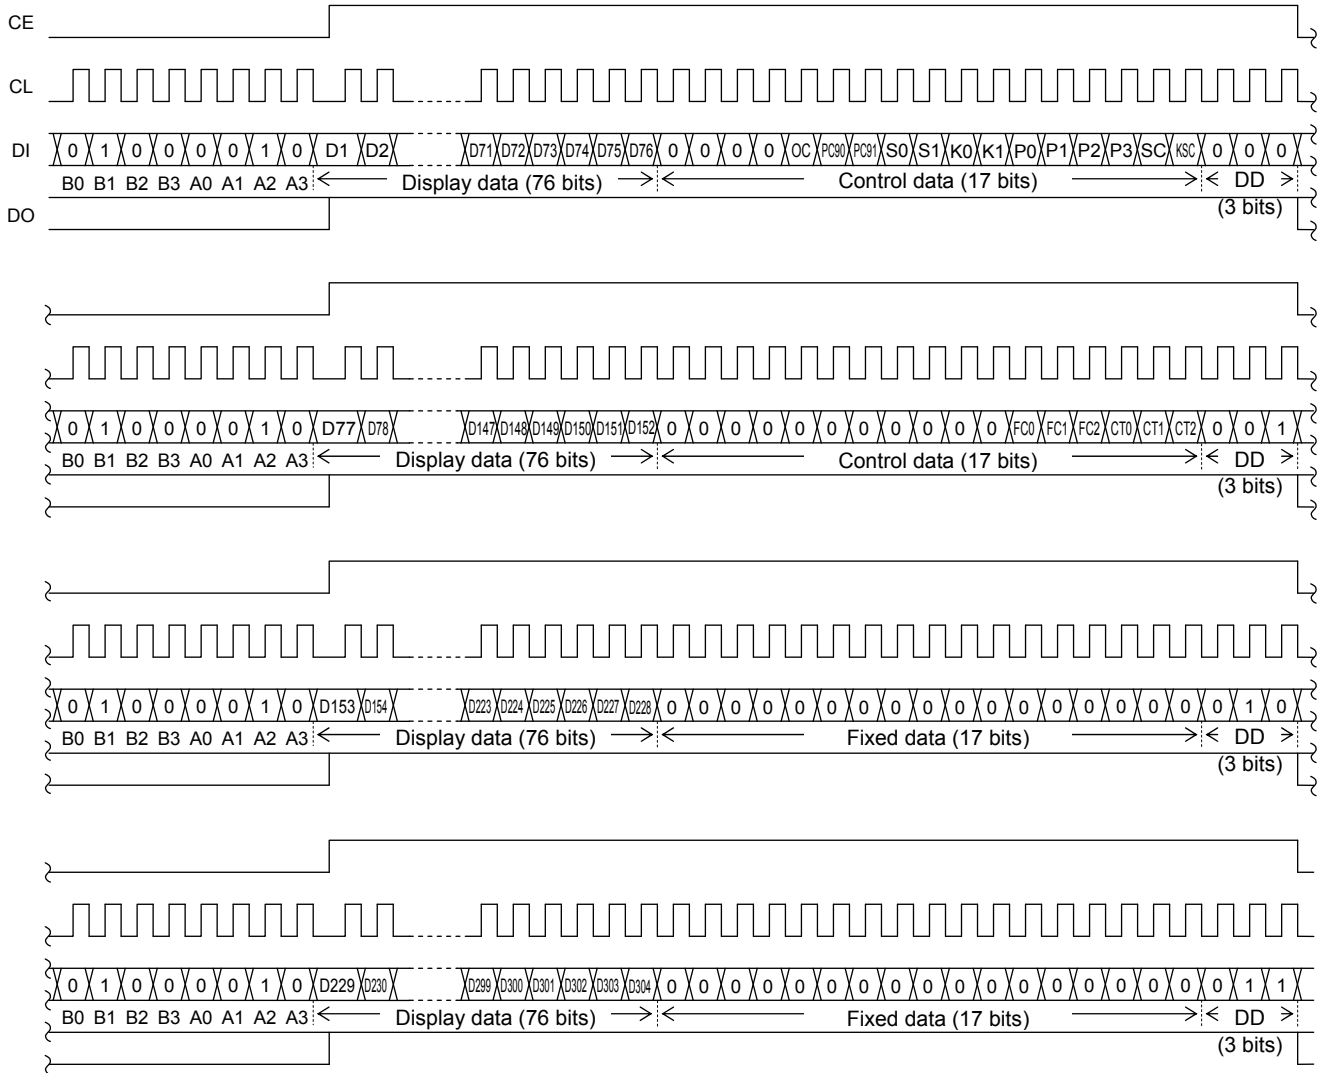 CE
CL
DI 0 1 0 0 0 0 1 0 D1 D2 D71 D72 D73 D74 D75 D76 0 0 0 0 OC PC90 PC91 S0 S1 K0 K1 P0 P1 P2 P3 SC KSC 0 0 0
B0 B1 B2 B3 A0 A1 A2 A3 Display data (76 bits) Control data (17 bits) DD
(3 bits)
DO
0 1 0 0 0 0 1 0 D77 D78 D147 D148 D149 D150 D151 D152 0 0 0 0 0 0 0 0 0 0 0 FC0 FC1 FC2 CT0 CT1 CT2 0 0 1
B0 B1 B2 B3 A0 A1 A2 A3 Display data (76 bits) Control data (17 bits) DD
(3 bits)
0 1 0 0 0 0 1 0 D153 D154 D223 D224 D225 D226 D227 D228 0 0 0 0 0 0 0 0 0 0 0 0 0 0 0 0 0 0 1 0
B0 B1 B2 B3 A0 A1 A2 A3 Display data (76 bits) Fixed data (17 bits) DD
(3 bits)
0 1 0 0 0 0 1 0 D229 D230 D299 D300 D301 D302 D303 D304 0 0 0 0 0 0 0 0 0 0 0 0 0 0 0 0 0 0 1 1
B0 B1 B2 B3 A0 A1 A2 A3 Display data (76 bits) Fixed data (17 bits) DD
(3 bits)